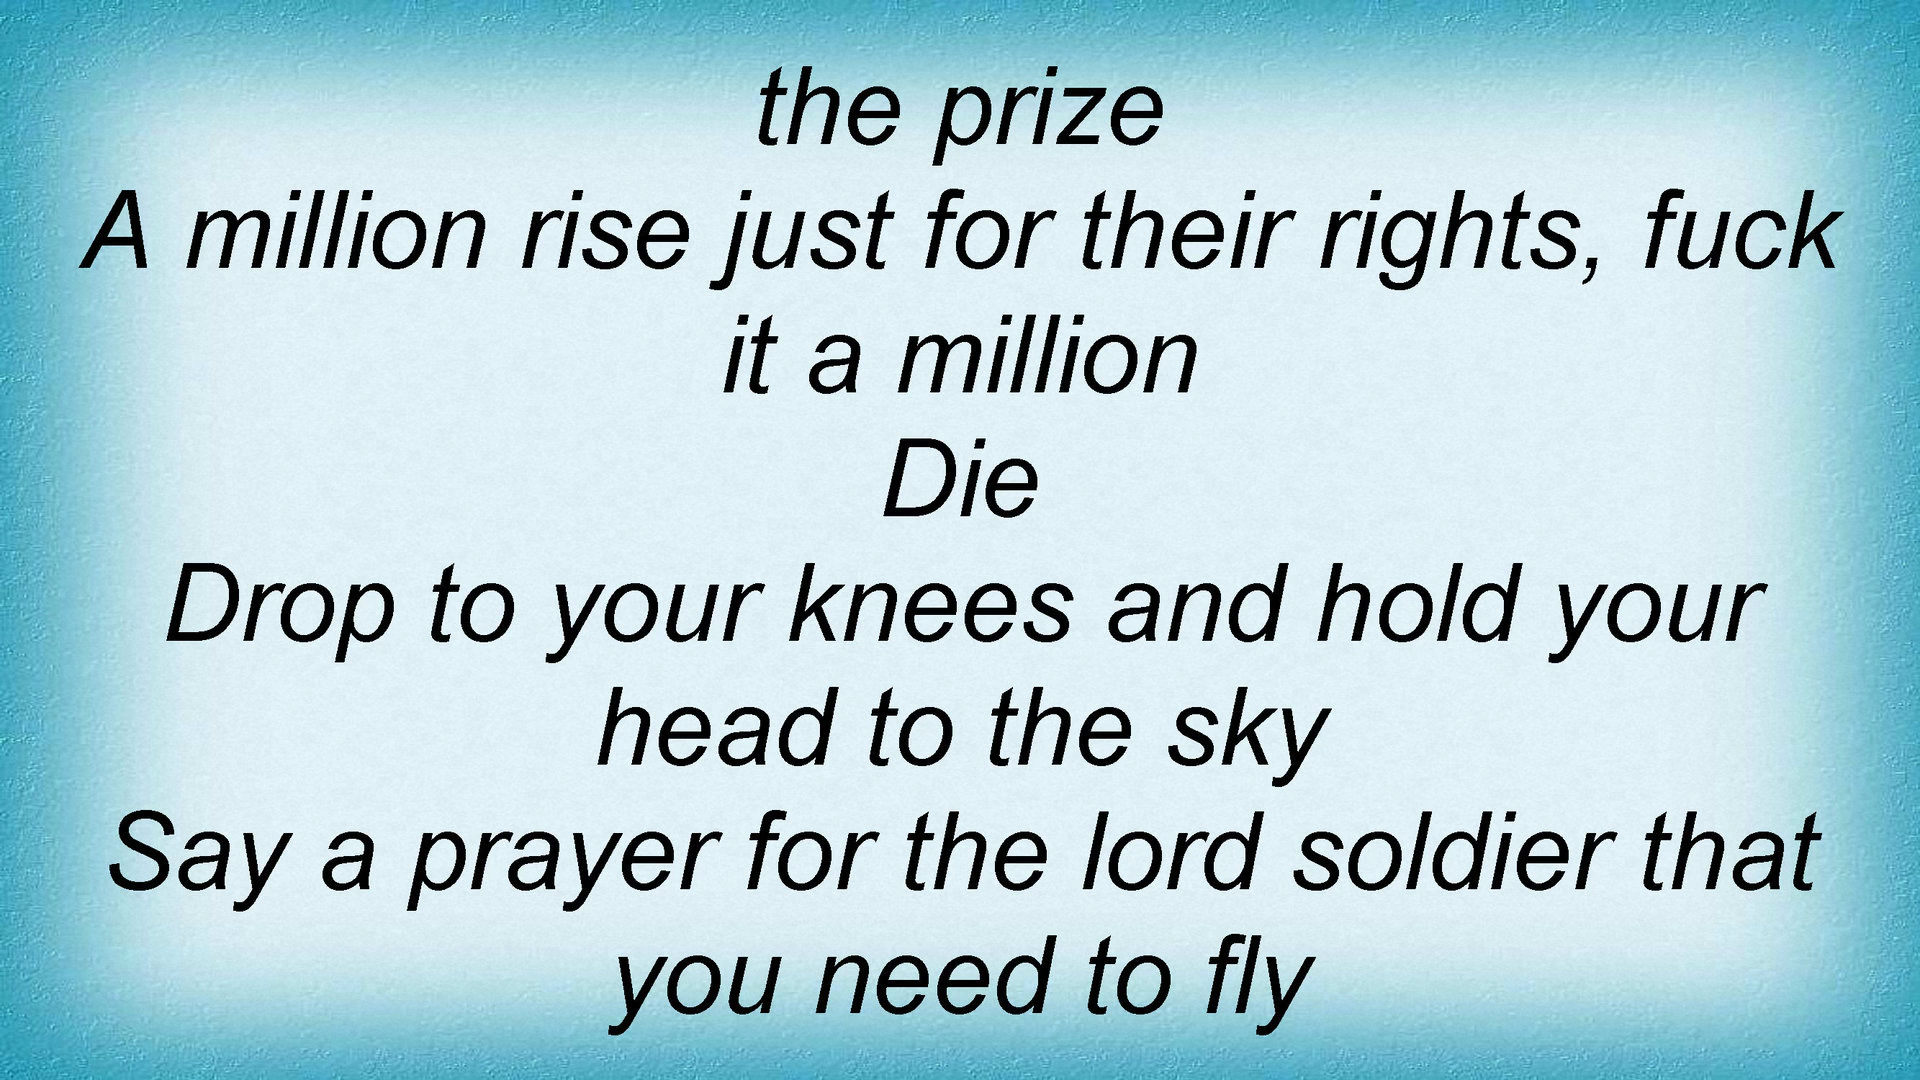 the prize
A million rise just for their rights, fuck
it a million
Die
Drop to your knees and hold your
head to the sky
Say a prayer for the lord soldier that
you need to fly